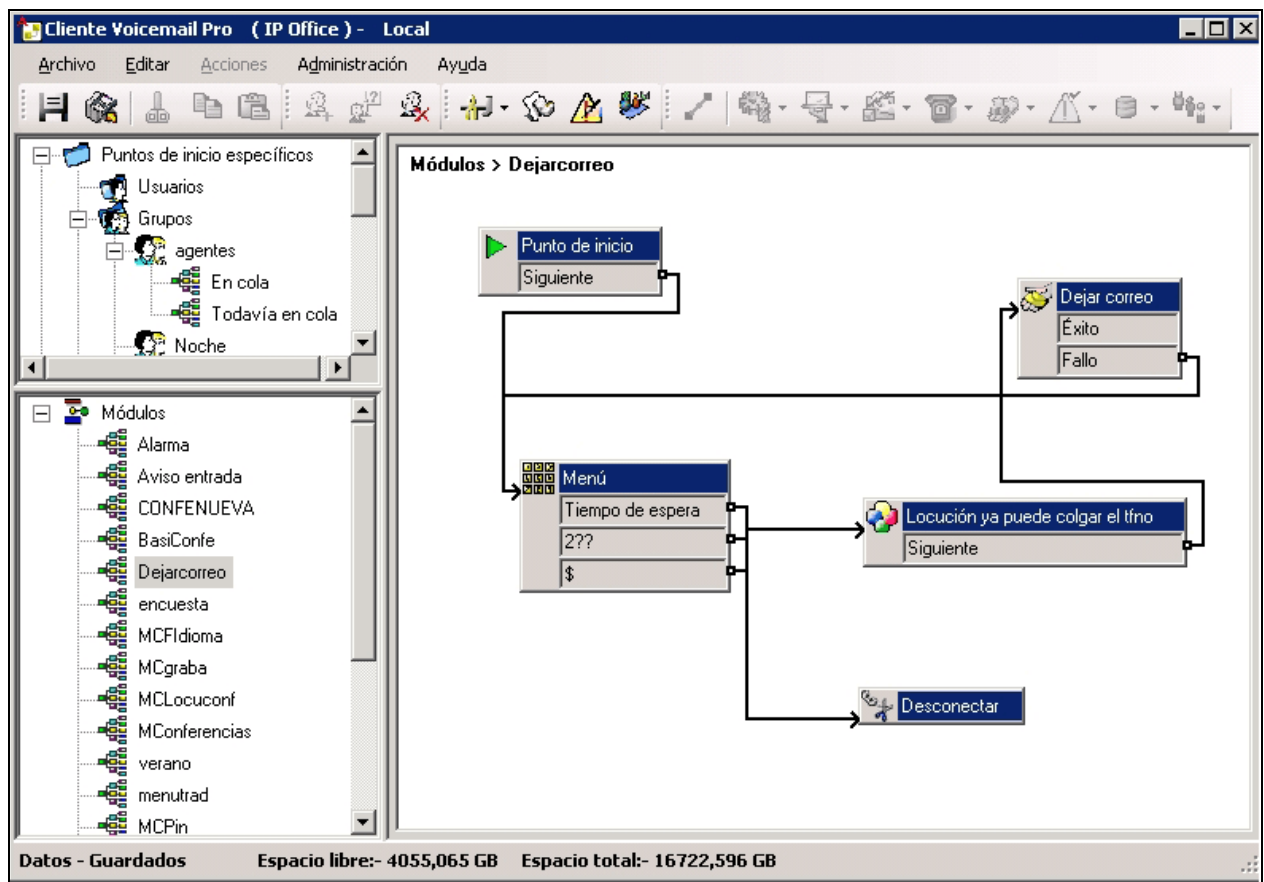 Cliente Voicemail Pro   ( IP Office ) -   Local
Archivo Editar Acciones Administración Ayuda
Puntos de inicio específicos
Usuarios
Grupos
agentes
En cola
Todavía en cola
Noche
Módulos
Alarma
Aviso entrada
CONFENUEVA
BasiConfe
Dejarcorreo
encuesta
MCFIdioma
MCgraba
MCLocuconf
MConferencias
verano
menutrad
MCPin
Módulos > Dejarcorreo
Punto de inicio
Siguiente
Dejar correo
Éxito
Fallo
Menú
Tiempo de espera
2??
$
Locución ya puede colgar el tfno
Siguiente
Desconectar
Datos - Guardados Espacio libre:- 4055,065 GB Espacio total:- 16722,596 GB